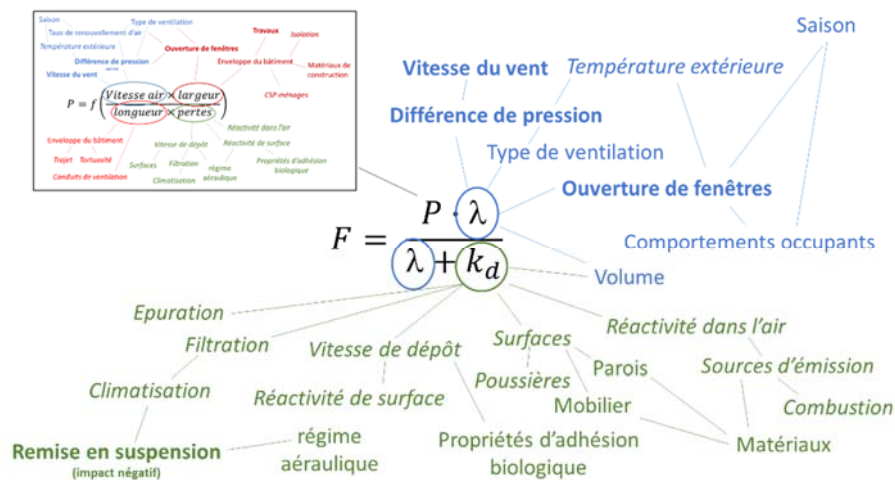 Saison
Type de ventilation
Taux de renouvellement d'air
Travaux
Isolation
Température extérieure
Ouverture de fenêtres
Différence de pression
Enveloppe du bâtiment
Matériaux de construction
Vitesse du vent
CSP ménages
P = f( (Vitesse air × largeur) / (longueur × pertes) )
Réactivité dans l'air
Enveloppe du bâtiment
Vitesse de dépôt
Réactivité de surface
Trajet
Tortuosité
Surfaces
Filtration
régime aéraulique
Propriétés d'adhésion biologique
Conduits de ventilation
Climatisation
Saison
Vitesse du vent
Température extérieure
Différence de pression
Type de ventilation
Ouverture de fenêtres
F = (P · λ) / (λ + k_d)
Comportements occupants
Volume
Epuration
Filtration
Vitesse de dépôt
Surfaces
Réactivité dans l'air
Climatisation
Réactivité de surface
Poussières
Parois
Sources d'émission
Mobilier
Combustion
Remise en suspension
(impact négatif)
régime
aéraulique
Propriétés d'adhésion
biologique
Matériaux